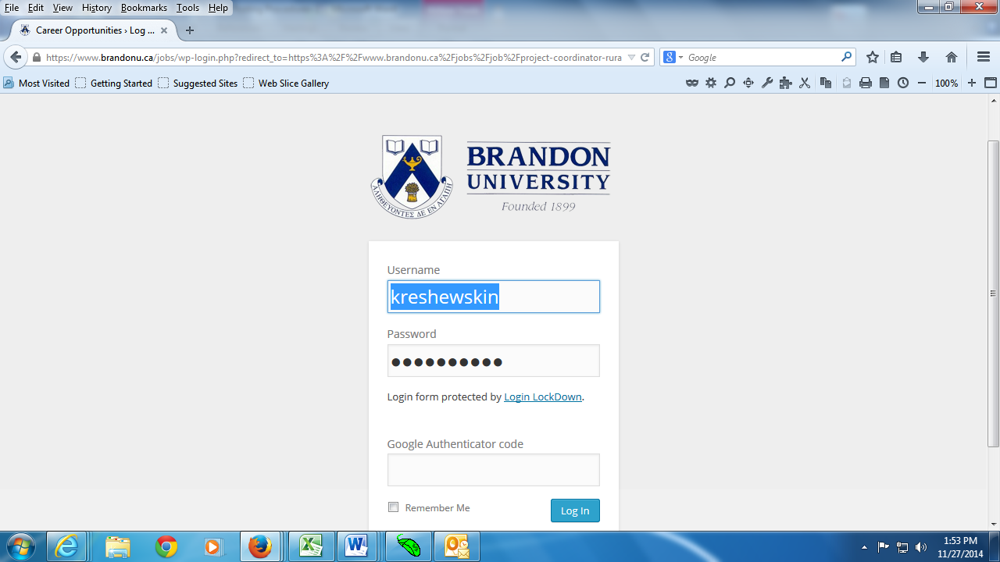 File Edit View History Bookmarks Tools Help
Career Opportunities › Log ...
https://www.brandonu.ca/jobs/wp-login.php?redirect_to=https%3A%2F%2Fwww.brandonu.ca%2Fjobs%2Fjob%2Fproject-coordinator-rura
Google
Most Visited Getting Started Suggested Sites Web Slice Gallery 100%
BRANDON
UNIVERSITY
Founded 1899
ΑΛΗΘΕΥΟΝΤΕΣ ΔΕ ΕΝ ΑΓΑΠΗ
Username
kreshewskin
Password
Login form protected by Login LockDown.
Google Authenticator code
Remember Me Log In
1:53 PM
11/27/2014